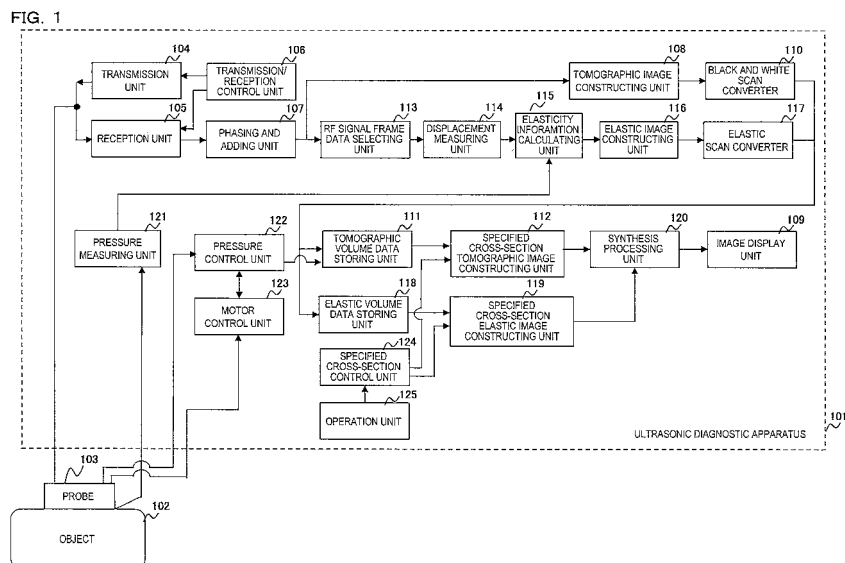 FIG. 1
104
TRANSMISSION
UNIT
106
TRANSMISSION/
RECEPTION
CONTROL UNIT
108
TOMOGRAPHIC IMAGE
CONSTRUCTING UNIT
110
BLACK AND WHITE
SCAN
CONVERTER
105
RECEPTION UNIT
107
PHASING AND
ADDING UNIT
113
RF SIGNAL FRAME
DATA SELECTING
UNIT
114
DISPLACEMENT
MEASURING
UNIT
115
ELASTICITY
INFORAMTION
CALCULATING
UNIT
116
ELASTIC IMAGE
CONSTRUCTING
UNIT
117
ELASTIC
SCAN CONVERTER
121
PRESSURE
MEASURING UNIT
122
PRESSURE
CONTROL UNIT
111
TOMOGRAPHIC
VOLUME DATA
STORING UNIT
112
SPECIFIED
CROSS-SECTION
TOMOGRAPHIC IMAGE
CONSTRUCTING UNIT
120
SYNTHESIS
PROCESSING
UNIT
109
IMAGE DISPLAY
UNIT
123
MOTOR
CONTROL UNIT
118
ELASTIC VOLUME
DATA STORING
UNIT
119
SPECIFIED
CROSS-SECTION
ELASTIC IMAGE
CONSTRUCTING UNIT
124
SPECIFIED
CROSS-SECTION
CONTROL UNIT
125
OPERATION UNIT
101
ULTRASONIC DIAGNOSTIC APPARATUS
103
PROBE
102
OBJECT